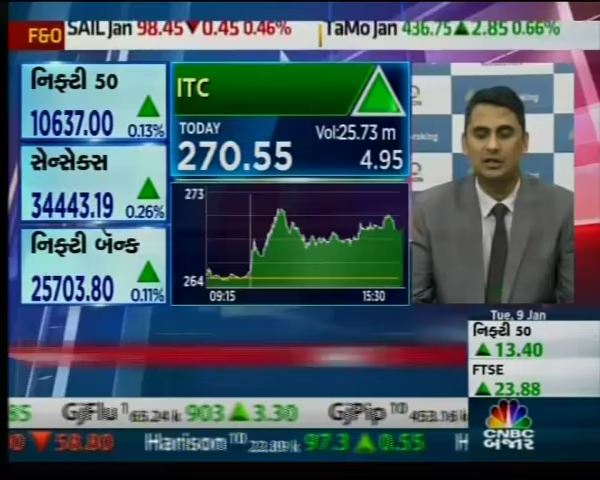 F&O SAIL Jan 98.45 ▼ 0.45 0.46% TaMo Jan 436.75 ▲ 2.85 0.66%
નિફ્ટી 50
10637.00 0.13%
સેન્સેક્સ
34443.19 0.26%
નિફ્ટી બૅન્ક
25703.80 0.11%
ITC
TODAY Vol:25.73 m
270.55 4.95
273
264
09:15 15:30
Tue, 9 Jan
નિફ્ટી 50
▲ 13.40
FTSE
▲ 23.88
GjFlu 903 ▲ 3.30 GjPip
▼ 58.80 Harison 97.3 ▲ 0.55
CNBC
બજાર